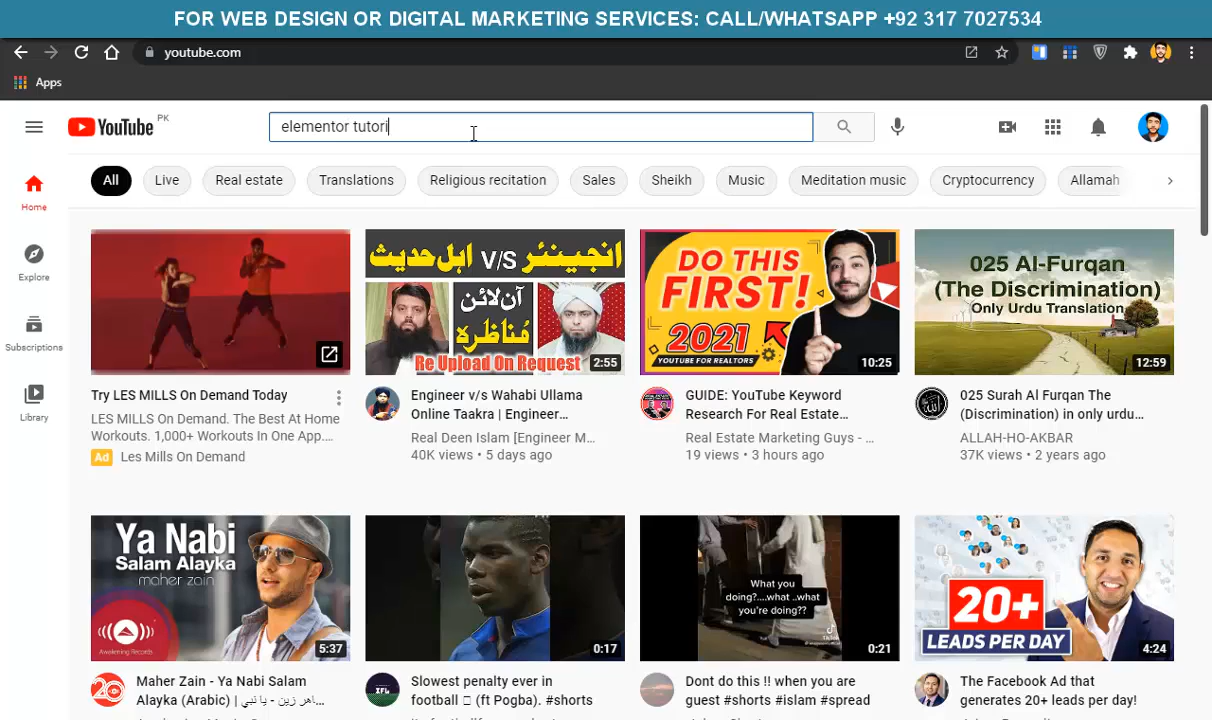 FOR WEB DESIGN OR DIGITAL MARKETING SERVICES: CALL/WHATSAPP +92 317 7027534
youtube.com
Apps
YouTube PK
elementor tutori
All
Live
Real estate
Translations
Religious recitation
Sales
Sheikh
Music
Meditation music
Cryptocurrency
Allamah
Home
Explore
Subscriptions
Library
انجینئر V/S اہل حدیث
آن لائن
مُناظرہ
Re Upload On Request
2:55
DO THIS
FIRST!
2021
YOUTUBE FOR REALTORS
10:25
025 Al-Furqan
(The Discrimination)
Only Urdu Translation
12:59
Try LES MILLS On Demand Today
LES MILLS On Demand. The Best At Home
Workouts. 1,000+ Workouts In One App....
Ad Les Mills On Demand
Engineer v/s Wahabi Ullama
Online Taakra | Engineer...
Real Deen Islam [Engineer M...
40K views • 5 days ago
GUIDE: YouTube Keyword
Research For Real Estate...
Real Estate Marketing Guys - ...
19 views • 3 hours ago
025 Surah Al Furqan The
(Discrimination) in only urdu...
ALLAH-HO-AKBAR
37K views • 2 years ago
Ya Nabi
Salam Alayka
maher zain
Awakening Records
5:37
0:17
What you
doing?....what ..what
you're doing??
0:21
20+
LEADS PER DAY
4:24
Maher Zain - Ya Nabi Salam
Alayka (Arabic) | ماهر زين - يا نبي ...
Slowest penalty ever in
football (ft Pogba). #shorts
Dont do this !! when you are
guest #shorts #islam #spread
The Facebook Ad that
generates 20+ leads per day!